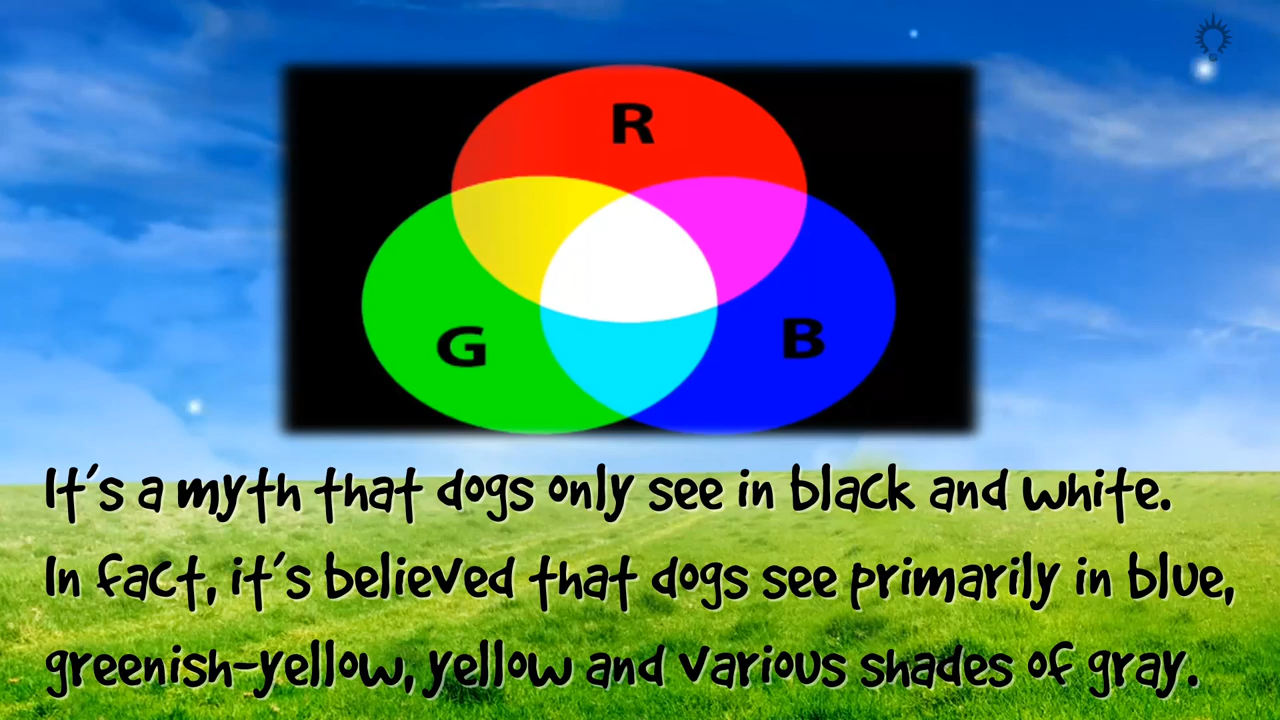 R
G
B
It's a myth that dogs only see in black and white.
In fact, it's believed that dogs see primarily in blue,
greenish-yellow, yellow and various shades of gray.